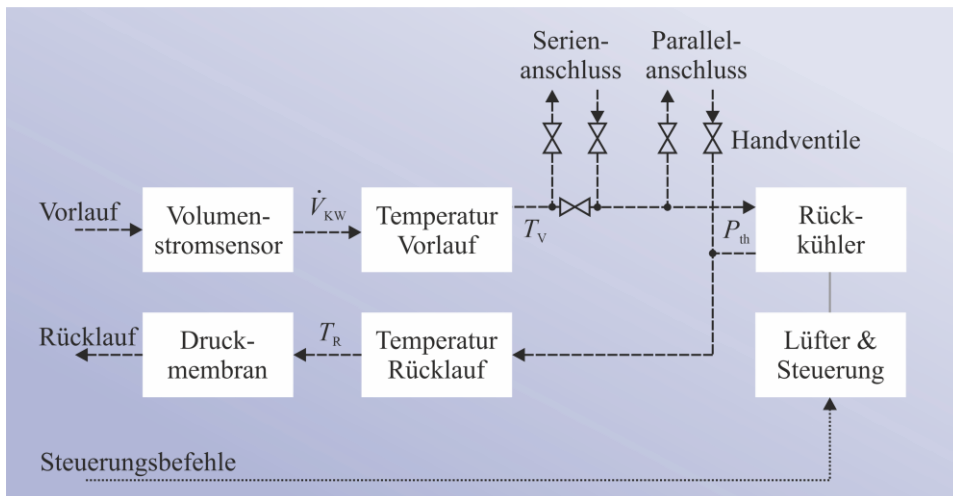 Serien-
anschluss
Parallel-
anschluss
Handventile
Vorlauf
Volumen-
stromsensor
V̇KW
Temperatur
Vorlauf
TV
Pth
Rück-
kühler
Rücklauf
Druck-
membran
TR
Temperatur
Rücklauf
Lüfter &
Steuerung
Steuerungsbefehle